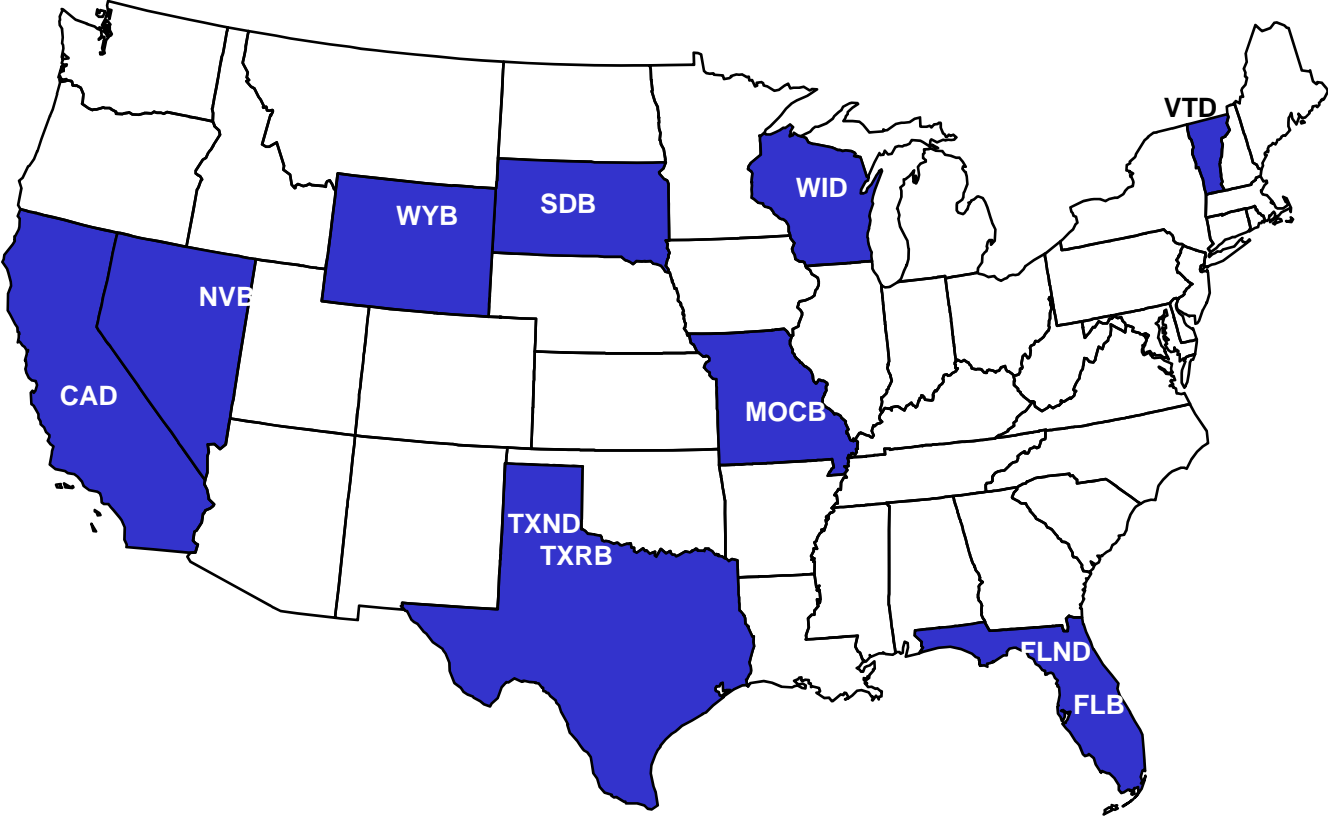 VTD
WID
SDB
WYB
NVB
CAD
MOCB
TXND
TXRB
FLND
FLB